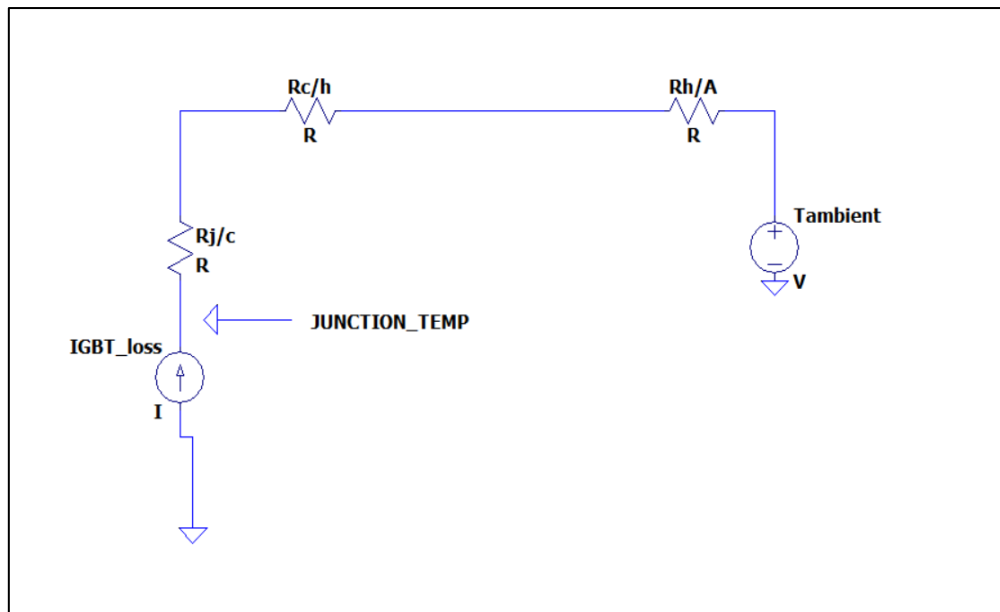 Rc/h
R
Rh/A
R
Tambient
V
Rj/c
R
JUNCTION_TEMP
IGBT_loss
I